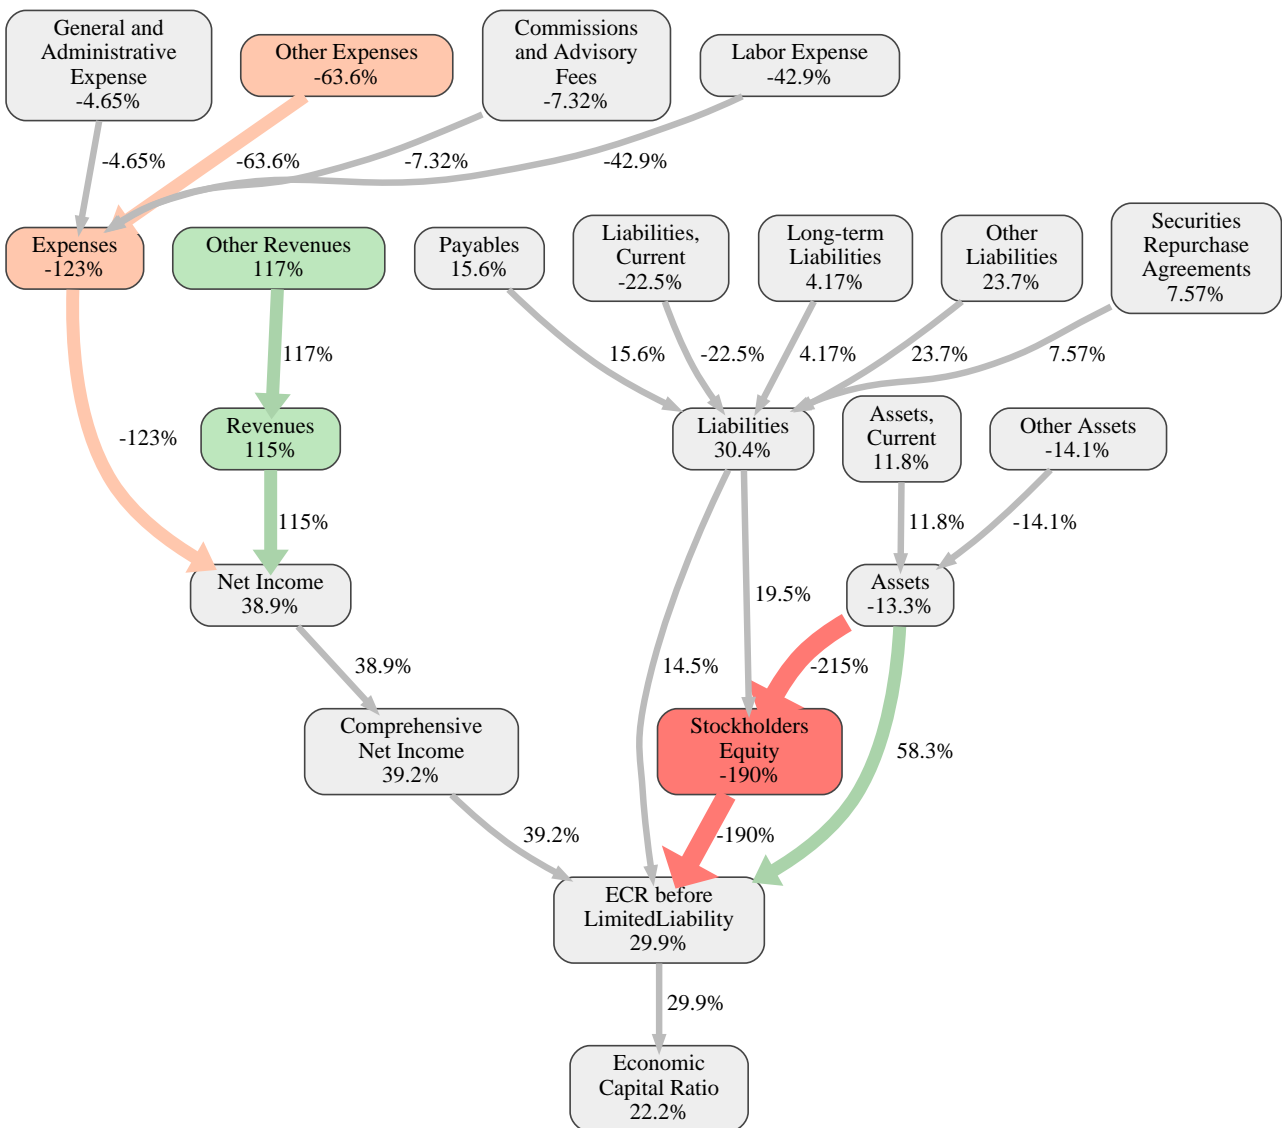 General and
Administrative
Expense
-4.65%
Other Expenses
-63.6%
Commissions
and Advisory
Fees
-7.32%
Labor Expense
-42.9%
-4.65%
-63.6%
-7.32%
-42.9%
Expenses
-123%
Other Revenues
117%
Payables
15.6%
Liabilities,
Current
-22.5%
Long-term
Liabilities
4.17%
Other
Liabilities
23.7%
Securities
Repurchase
Agreements
7.57%
117%
15.6%
-22.5%
4.17%
23.7%
7.57%
-123%
Revenues
115%
Liabilities
30.4%
Assets,
Current
11.8%
Other Assets
-14.1%
115%
11.8%
-14.1%
Net Income
38.9%
19.5%
Assets
-13.3%
38.9%
14.5%
-215%
Comprehensive
Net Income
39.2%
Stockholders
Equity
-190%
58.3%
39.2%
-190%
ECR before
LimitedLiability
29.9%
29.9%
Economic
Capital Ratio
22.2%